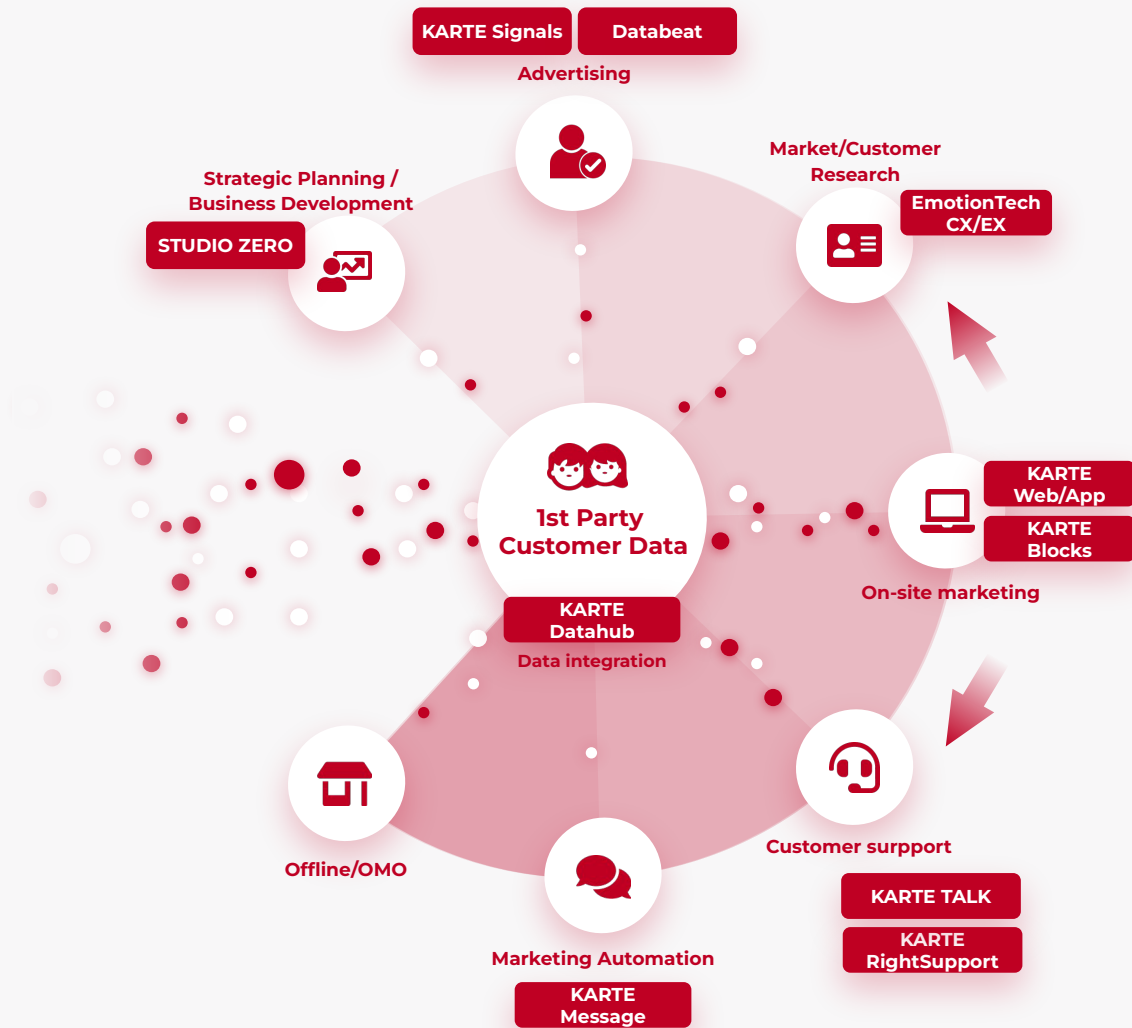 KARTE Signals
Databeat
Advertising
Market/Customer
Research
EmotionTech
CX/EX
Strategic Planning /
Business Development
STUDIO ZERO
1st Party
Customer Data
KARTE
Datahub
Data integration
KARTE
Web/App
KARTE
Blocks
On-site marketing
Customer surpport
KARTE TALK
KARTE
RightSupport
Offline/OMO
Marketing Automation
KARTE
Message